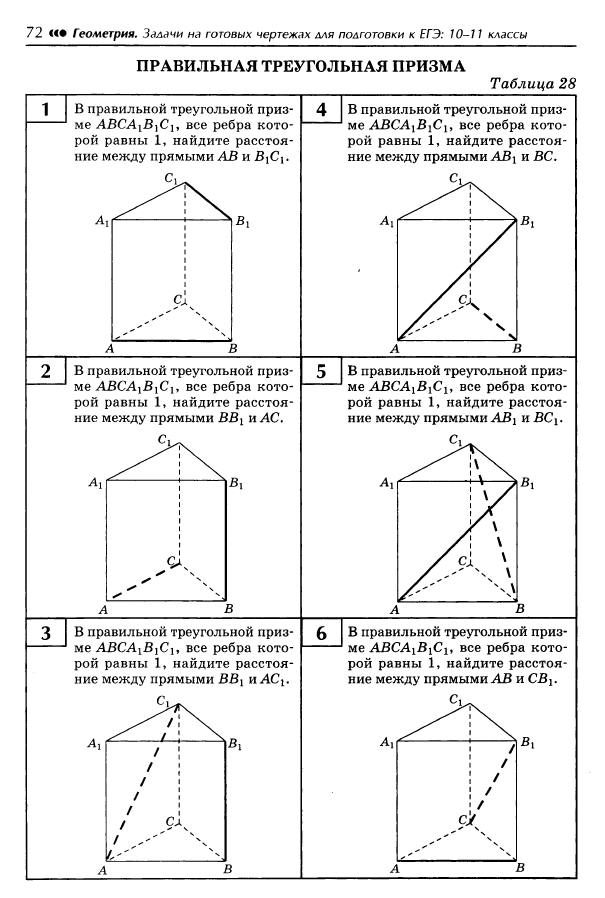 72 ««• Геометрия. Задачи на готовых чертежах для подготовки к ЕГЭ: 10–11 классы
ПРАВИЛЬНАЯ ТРЕУГОЛЬНАЯ ПРИЗМА
Таблица 28
1
В правильной треугольной приз-
ме ABCA₁B₁C₁, все ребра кото-
рой равны 1, найдите расстоя-
ние между прямыми AB и B₁C₁.
C₁
A₁ B₁
C
A B
4
В правильной треугольной приз-
ме ABCA₁B₁C₁, все ребра кото-
рой равны 1, найдите расстоя-
ние между прямыми AB₁ и BC.
C₁
A₁ B₁
C
A B
2
В правильной треугольной приз-
ме ABCA₁B₁C₁, все ребра кото-
рой равны 1, найдите расстоя-
ние между прямыми BB₁ и AC.
C₁
A₁ B₁
C
A B
5
В правильной треугольной приз-
ме ABCA₁B₁C₁, все ребра кото-
рой равны 1, найдите расстоя-
ние между прямыми AB₁ и BC₁.
C₁
A₁ B₁
C
A B
3
В правильной треугольной приз-
ме ABCA₁B₁C₁, все ребра кото-
рой равны 1, найдите расстоя-
ние между прямыми BB₁ и AC₁.
C₁
A₁ B₁
C
A B
6
В правильной треугольной приз-
ме ABCA₁B₁C₁, все ребра кото-
рой равны 1, найдите расстоя-
ние между прямыми AB и CB₁.
C₁
A₁ B₁
C
A B